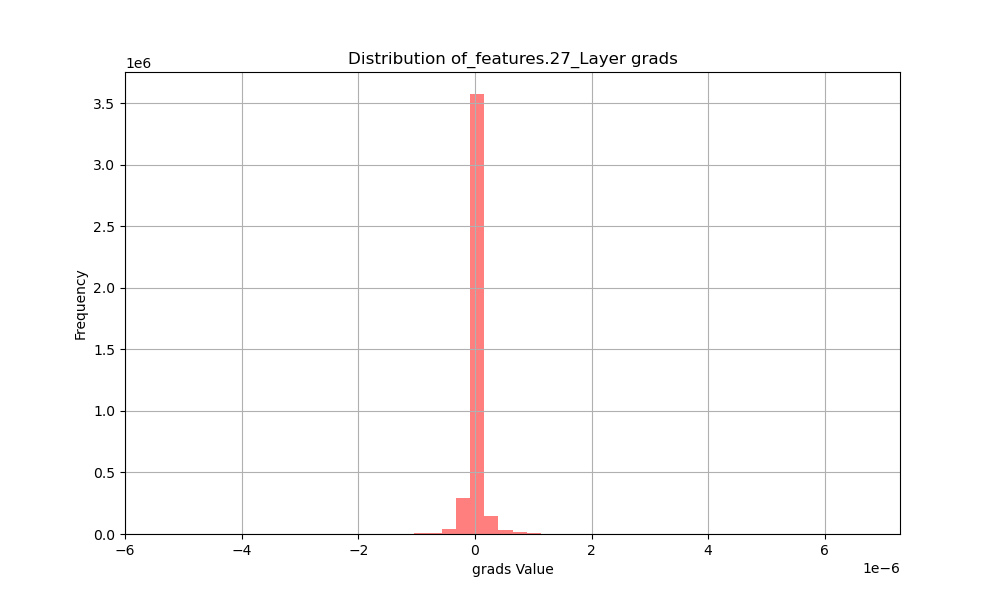 Distribution of_features.27_Layer grads
1e6
3.5
3.0
2.5
2.0
1.5
1.0
0.5
0.0
Frequency
−6 −4 −2 0 2 4 6
1e−6
grads Value